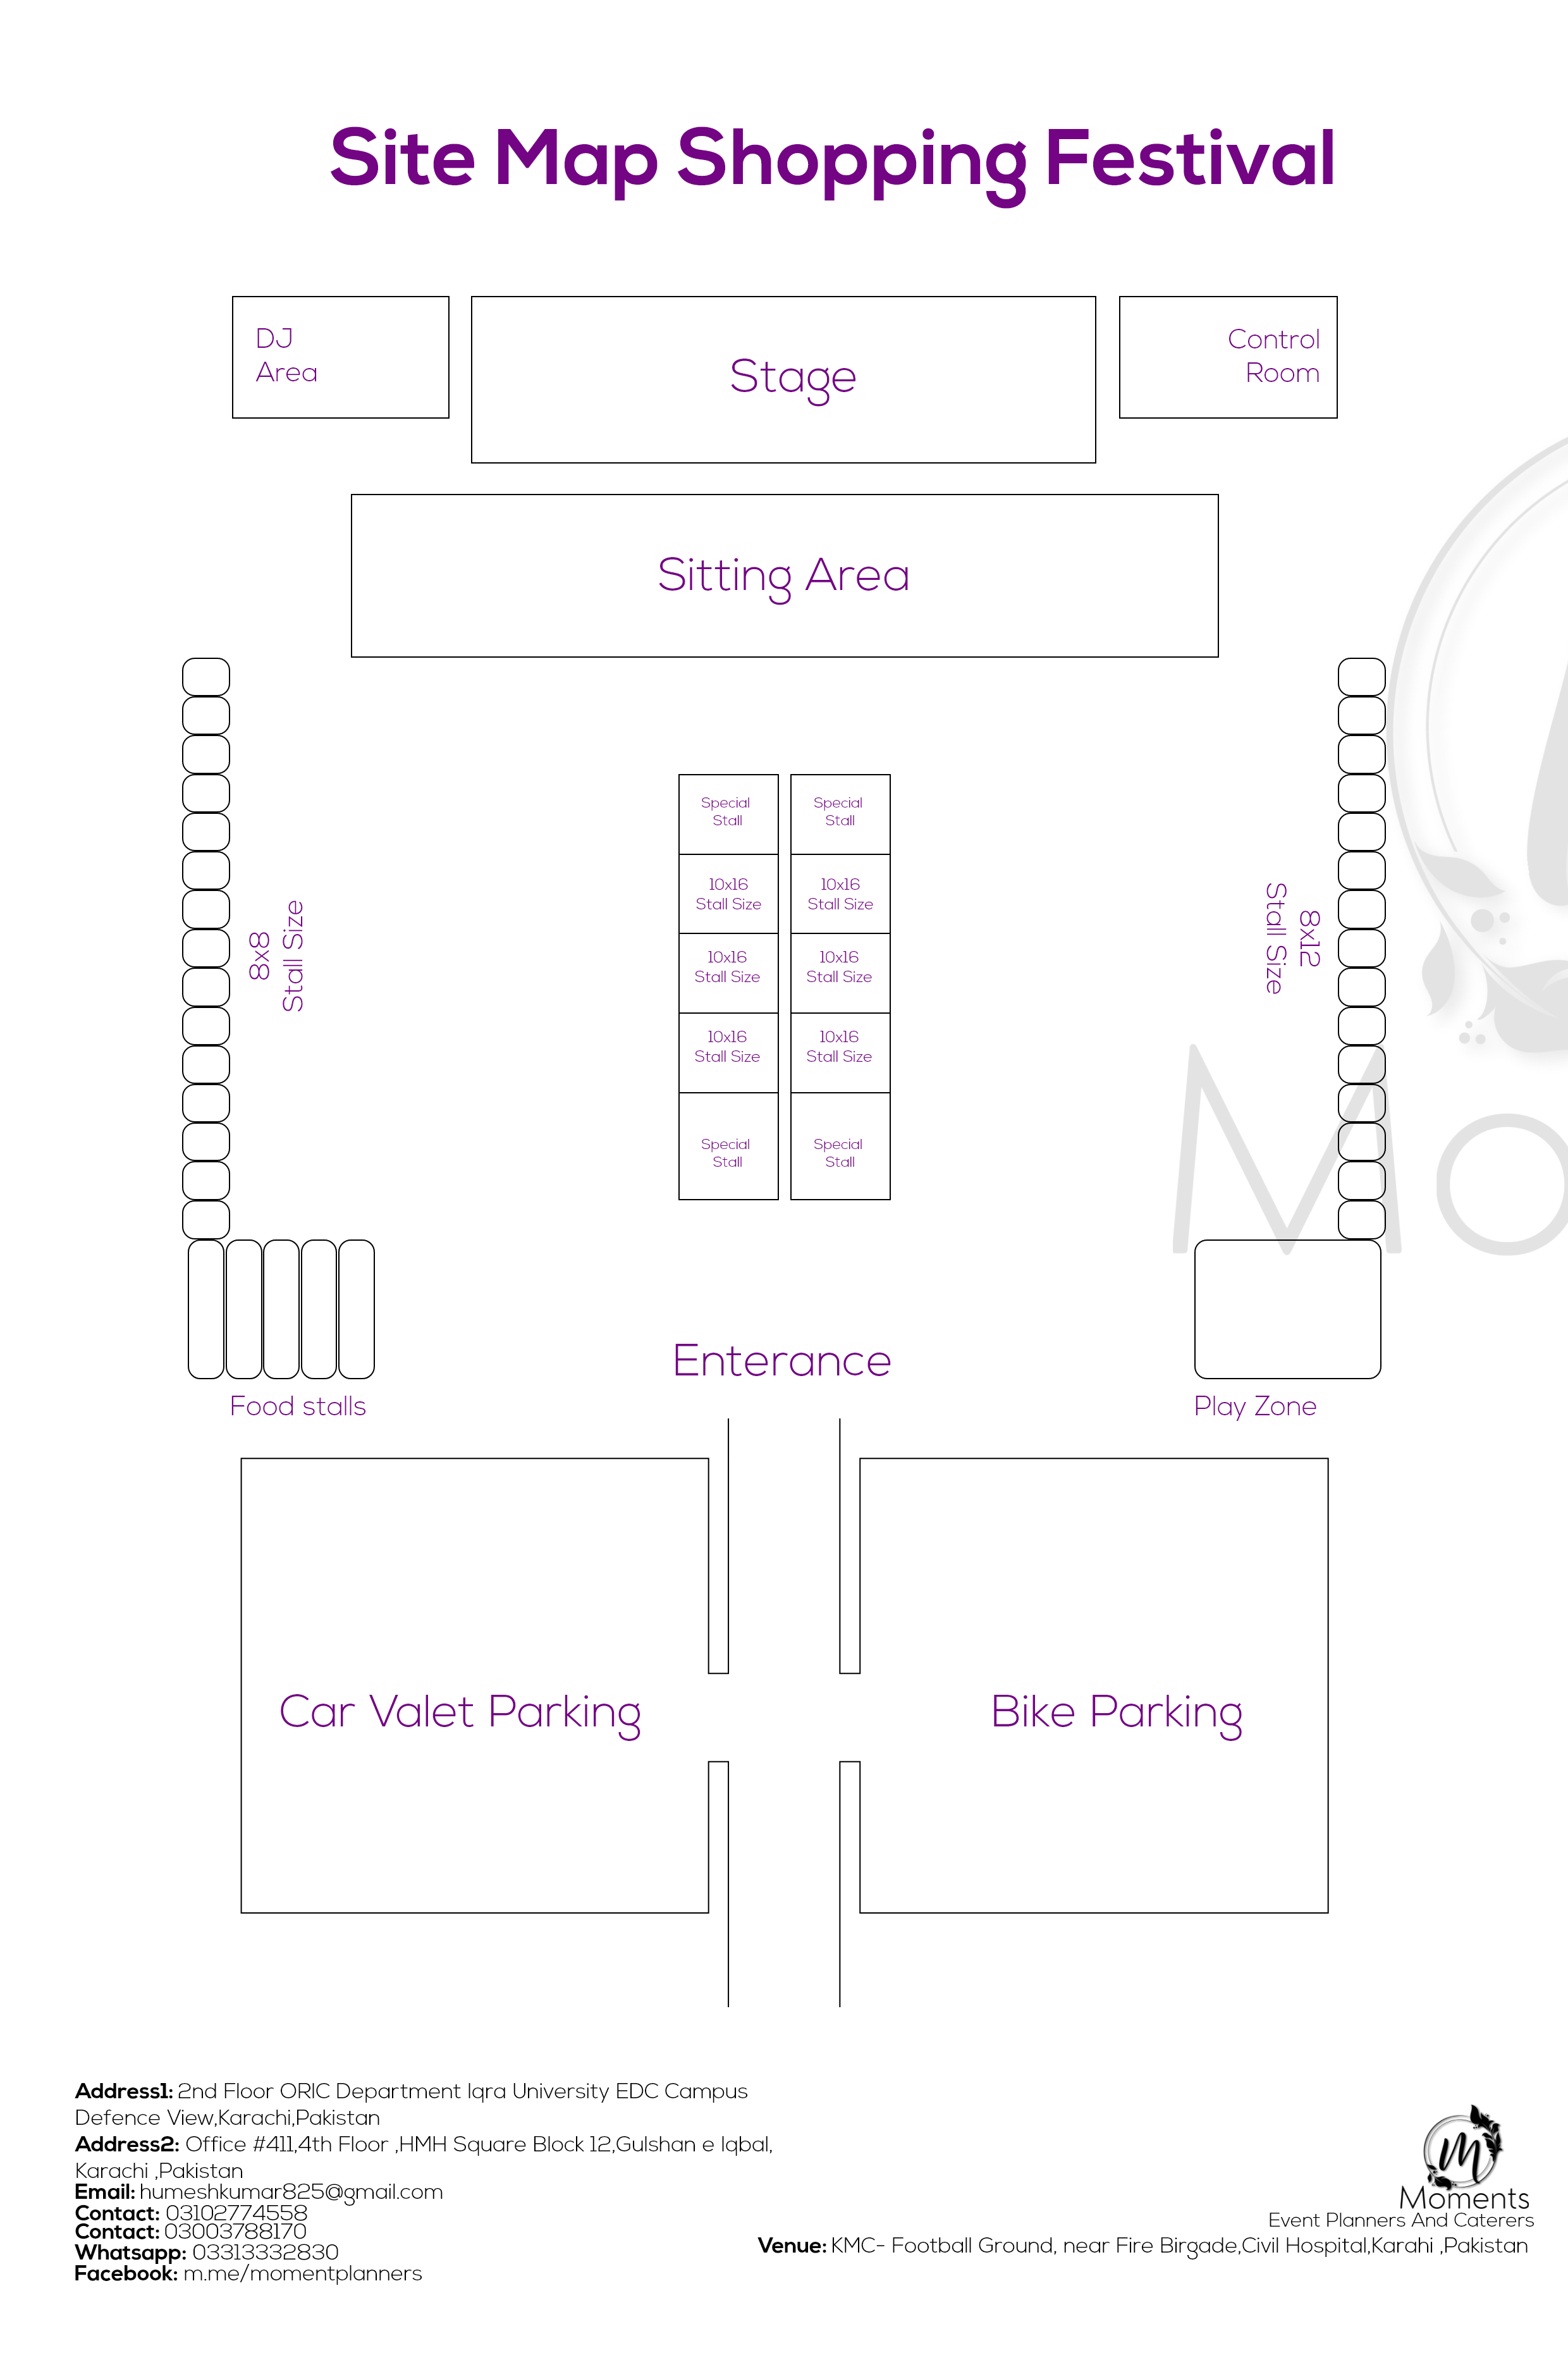 Site Map Shopping Festival
DJ
Area
Stage
Control
Room
Sitting Area
8x8
Stall Size
Special
Stall
Special
Stall
10x16
Stall Size
10x16
Stall Size
10x16
Stall Size
10x16
Stall Size
10x16
Stall Size
10x16
Stall Size
Special
Stall
Special
Stall
8x12
Stall Size
Mo
Enterance
Food stalls
Play Zone
Car Valet Parking
Bike Parking
Address1: 2nd Floor ORIC Department Iqra University EDC Campus
Defence View,Karachi,Pakistan
Address2: Office #411,4th Floor ,HMH Square Block 12,Gulshan e Iqbal,
Karachi ,Pakistan
Email: humeshkumar825@gmail.com
Contact: 03102774558
Contact: 03003788170
Whatsapp: 03313332830
Facebook: m.me/momentplanners
m
Moments
Event Planners And Caterers
Venue: KMC- Football Ground, near Fire Birgade,Civil Hospital,Karahi ,Pakistan